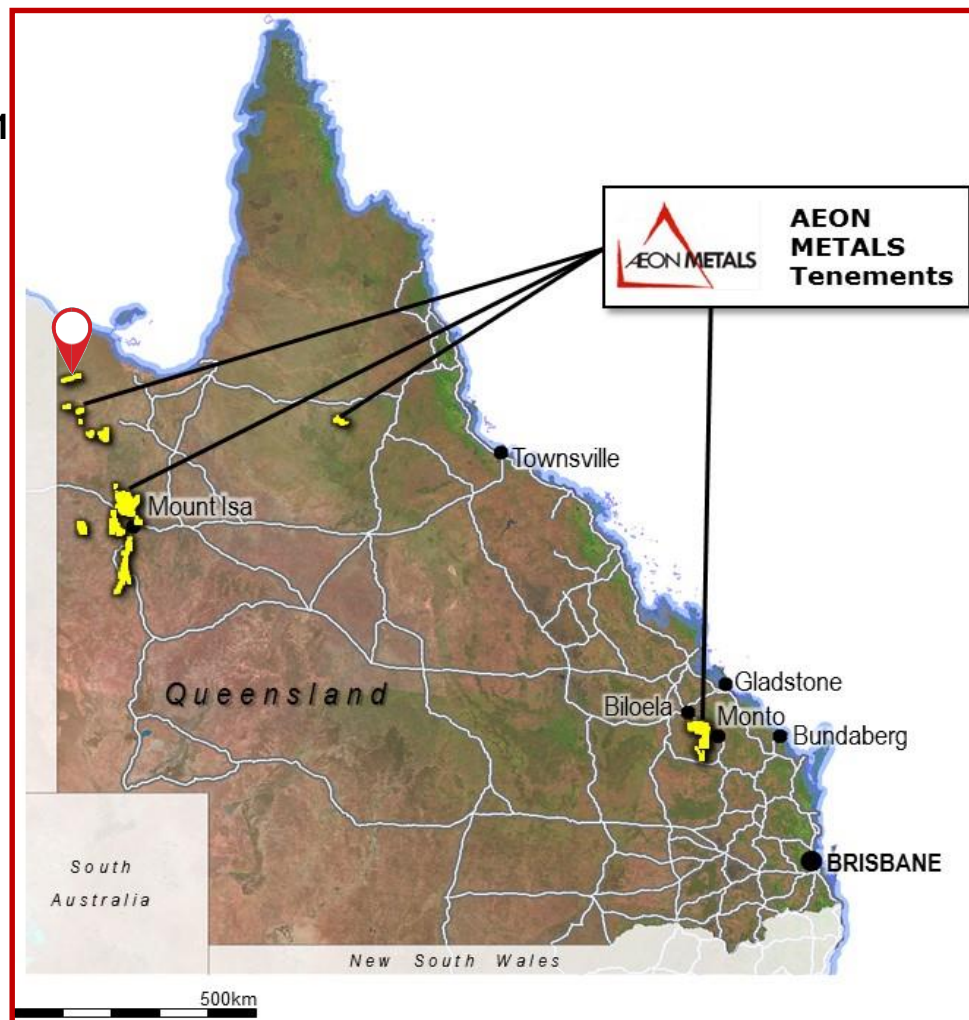 AEON
METALS
Tenements
AEON METALS
Townsville
Mount Isa
Queensland
Gladstone
Biloela
Monto
Bundaberg
BRISBANE
South
Australia
New South Wales
500km